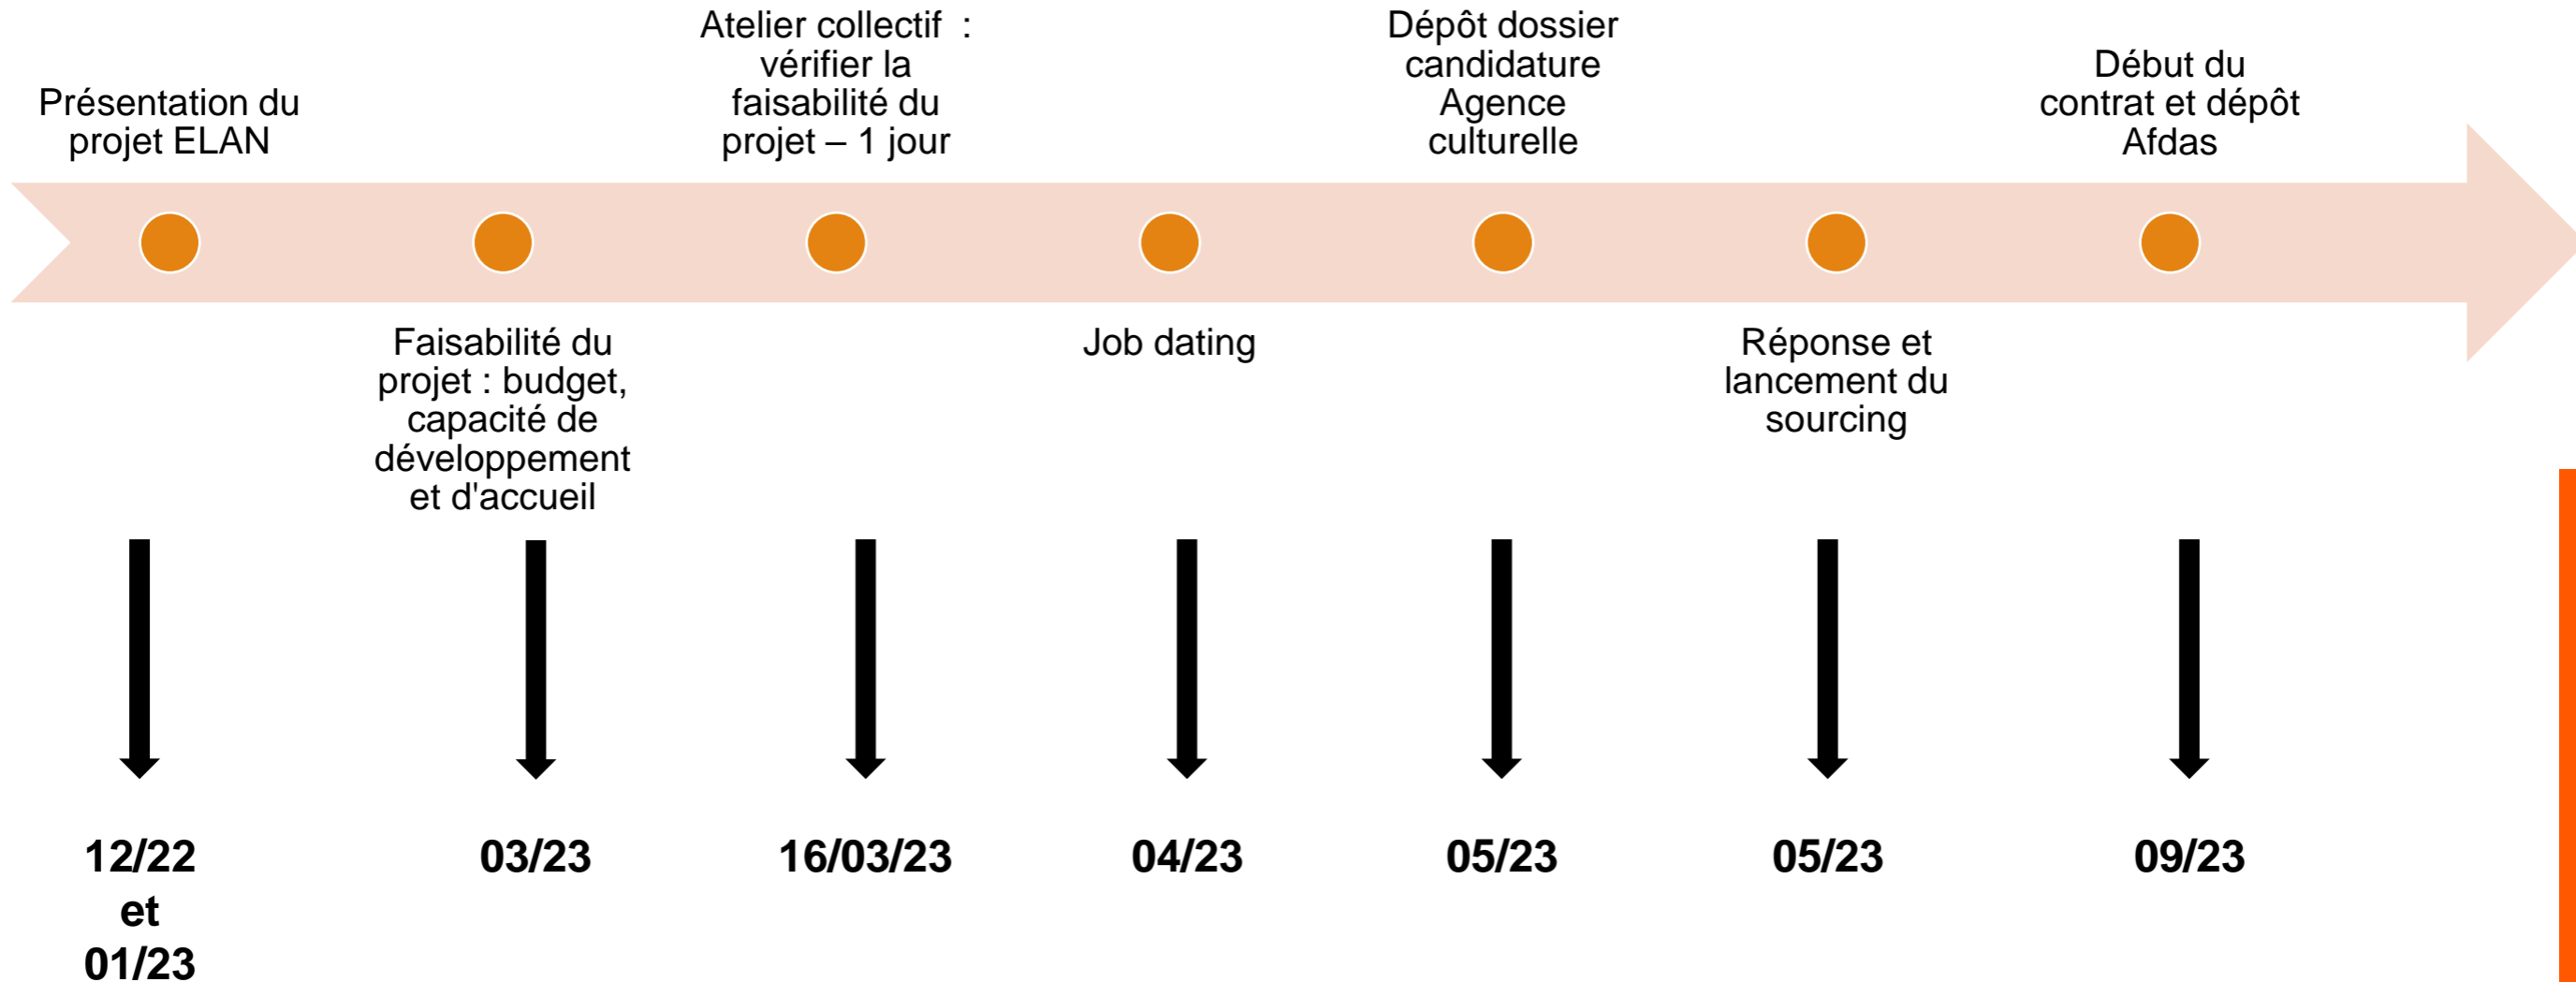 Présentation du
projet ELAN
Atelier collectif :
vérifier la
faisabilité du
projet – 1 jour
Dépôt dossier
candidature
Agence
culturelle
Début du
contrat et dépôt
Afdas
Faisabilité du
projet : budget,
capacité de
développement
et d'accueil
Job dating
Réponse et
lancement du
sourcing
12/22
et
01/23
03/23
16/03/23
04/23
05/23
05/23
09/23